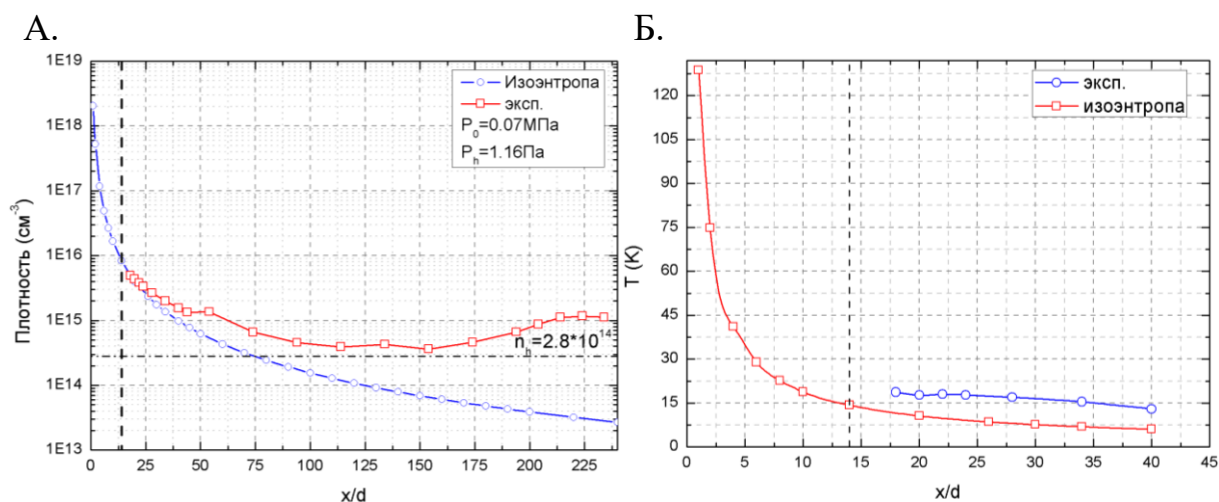 А.
Б.
1E19
1E18
1E17
1E16
1E15
1E14
1E13
Плотность (см⁻³)
Изоэнтропа
эксп.
P₀=0.07МПа
Pₕ=1.16Па
nₕ=2.8*10¹⁴
0 25 50 75 100 125 150 175 200 225
x/d
120
105
90
75
60
45
30
15
0
T (K)
эксп.
изоэнтропа
0 5 10 15 20 25 30 35 40 45
x/d